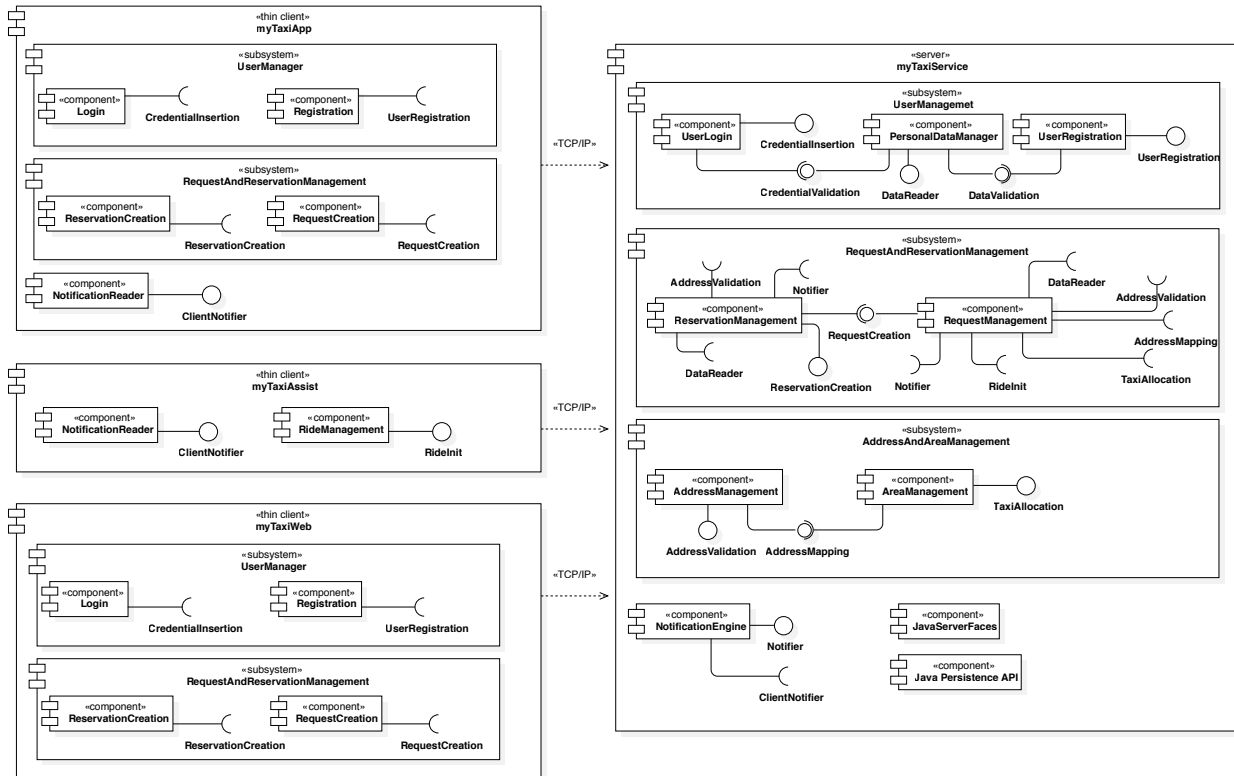 «thin client»
myTaxiApp
«subsystem»
UserManager
«component»
Login
CredentialInsertion
«component»
Registration
UserRegistration
«subsystem»
RequestAndReservationManagement
«component»
ReservationCreation
ReservationCreation
«component»
RequestCreation
RequestCreation
«component»
NotificationReader
ClientNotifier
«thin client»
myTaxiAssist
«component»
NotificationReader
ClientNotifier
«component»
RideManagement
RideInit
«thin client»
myTaxiWeb
«subsystem»
UserManager
«component»
Login
CredentialInsertion
«component»
Registration
UserRegistration
«subsystem»
RequestAndReservationManagement
«component»
ReservationCreation
ReservationCreation
«component»
RequestCreation
RequestCreation
«TCP/IP»
«TCP/IP»
«TCP/IP»
«server»
myTaxiService
«subsystem»
UserManagemet
«component»
UserLogin
CredentialInsertion
«component»
PersonalDataManager
«component»
UserRegistration
UserRegistration
CredentialValidation
DataReader
DataValidation
«subsystem»
RequestAndReservationManagement
AddressValidation
Notifier
DataReader
AddressValidation
«component»
ReservationManagement
RequestCreation
«component»
RequestManagement
AddressMapping
DataReader
ReservationCreation
Notifier
RideInit
TaxiAllocation
«subsystem»
AddressAndAreaManagement
«component»
AddressManagement
«component»
AreaManagement
TaxiAllocation
AddressValidation
AddressMapping
«component»
NotificationEngine
Notifier
ClientNotifier
«component»
JavaServerFaces
«component»
Java Persistence API